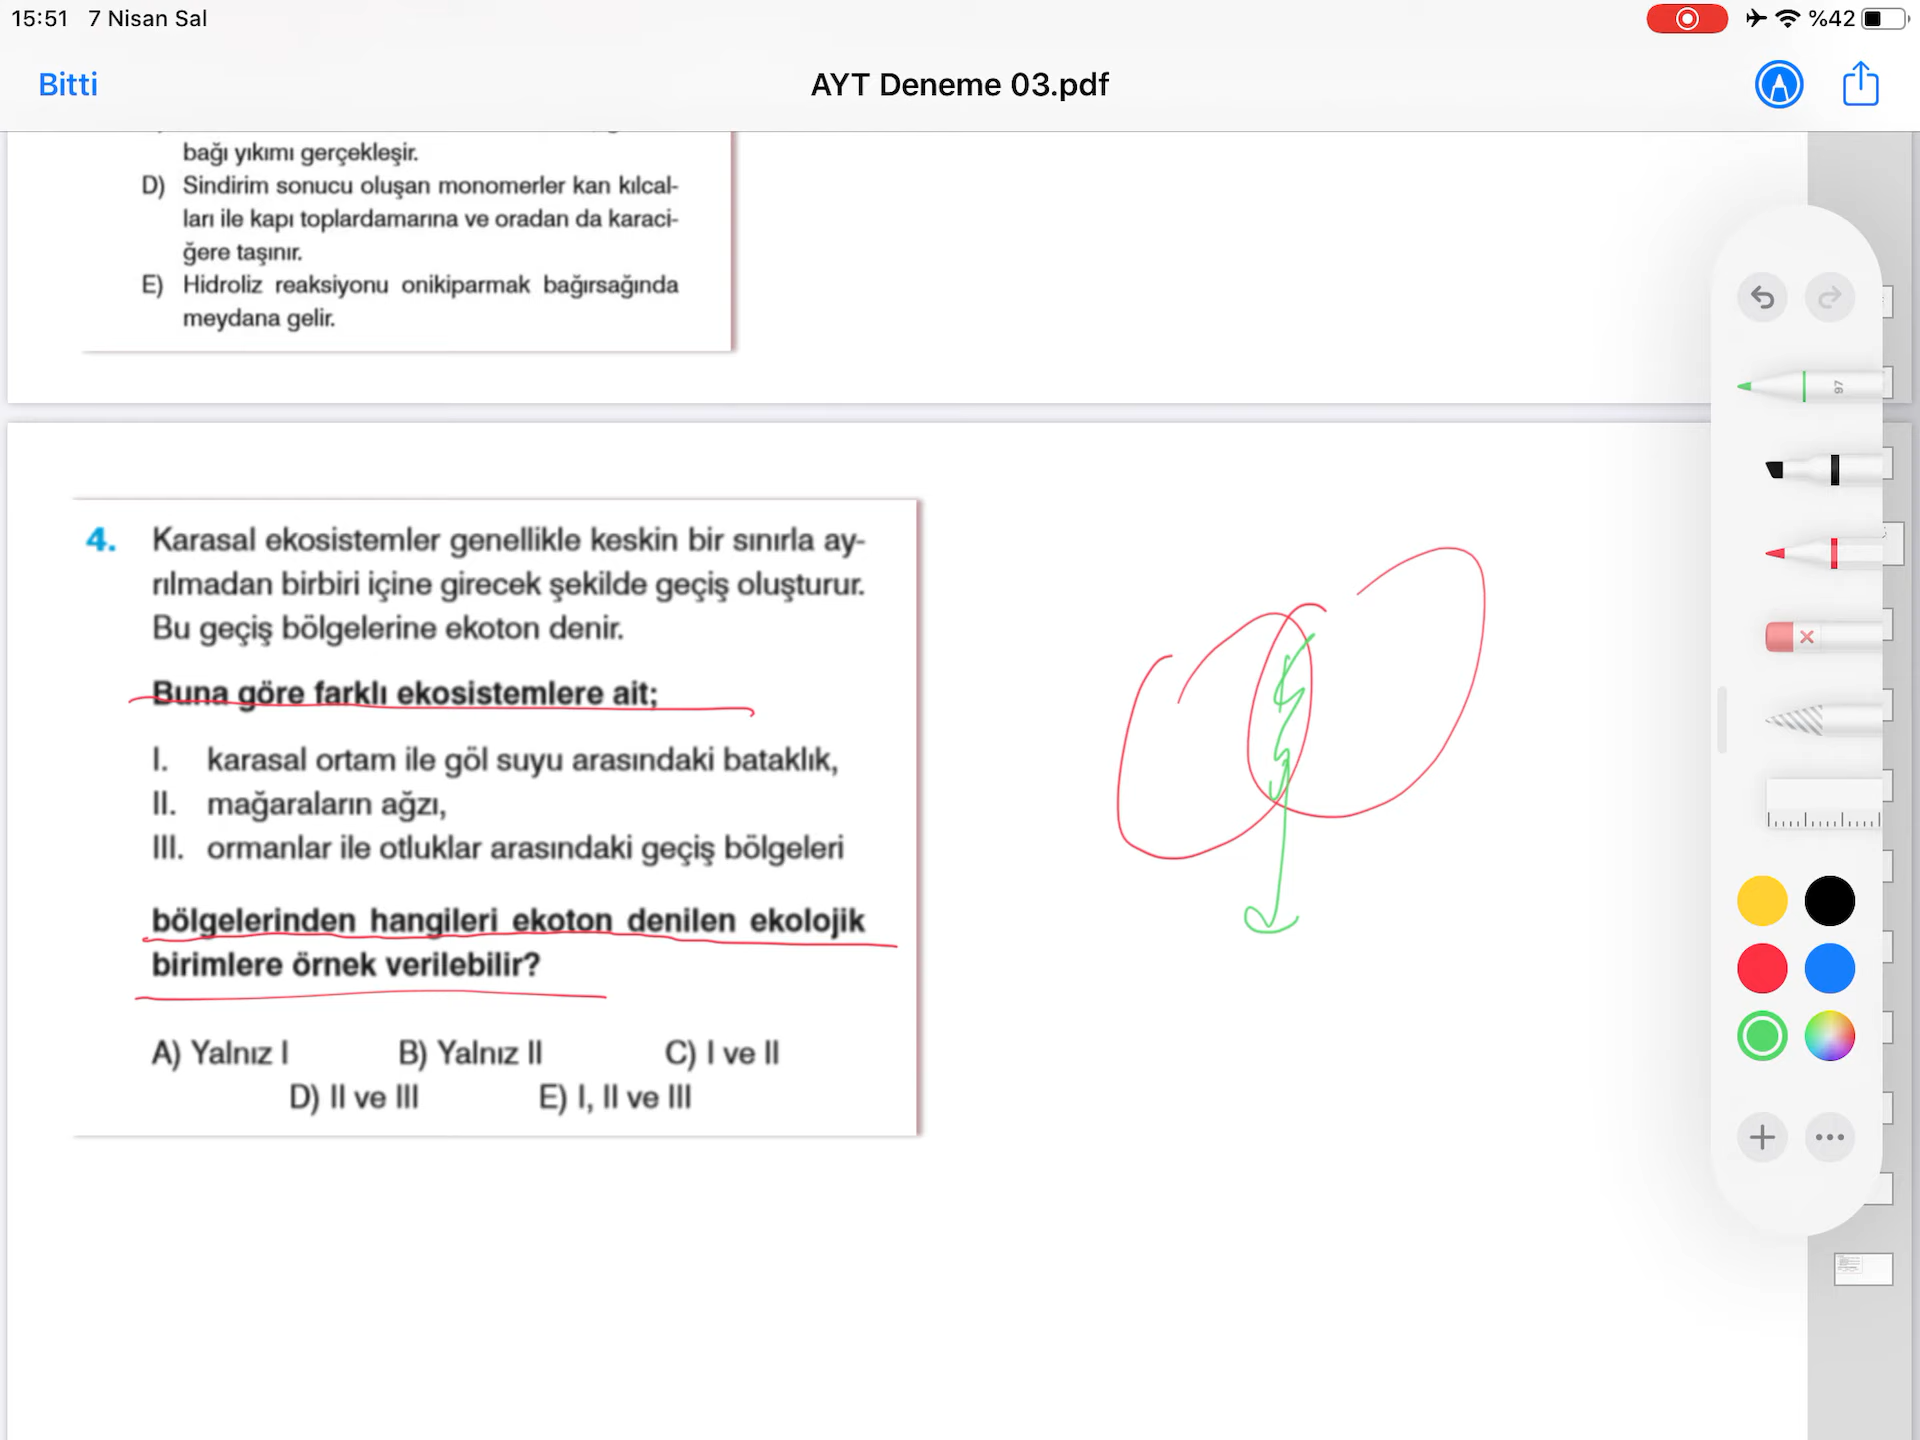 15:51 7 Nisan Sal
%42
Bitti
AYT Deneme 03.pdf
bağı yıkımı gerçekleşir.
D) Sindirim sonucu oluşan monomerler kan kılcal-
ları ile kapı toplardamarına ve oradan da karaci-
ğere taşınır.
E) Hidroliz reaksiyonu onikiparmak bağırsağında
meydana gelir.
97
4. Karasal ekosistemler genellikle keskin bir sınırla ay-
rılmadan birbiri içine girecek şekilde geçiş oluşturur.
Bu geçiş bölgelerine ekoton denir.
Buna göre farklı ekosistemlere ait;
I. karasal ortam ile göl suyu arasındaki bataklık,
II. mağaraların ağzı,
III. ormanlar ile otluklar arasındaki geçiş bölgeleri
bölgelerinden hangileri ekoton denilen ekolojik
birimlere örnek verilebilir?
A) Yalnız I B) Yalnız II C) I ve II
D) II ve III E) I, II ve III